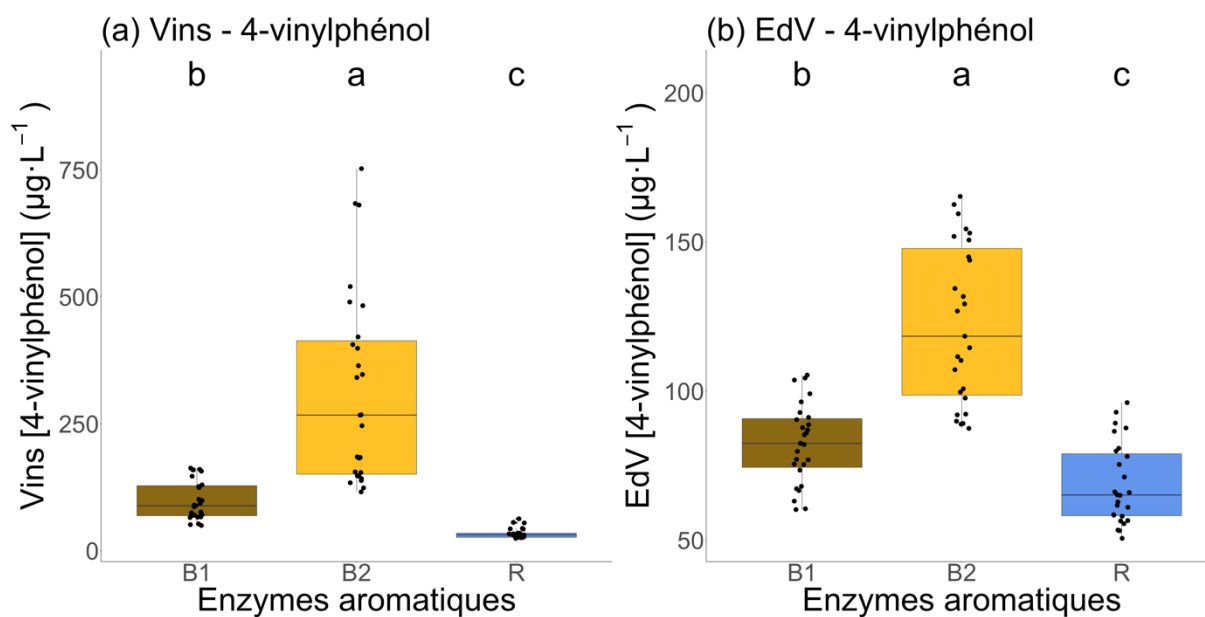 (a) Vins - 4-vinylphénol
b a c
Vins [4-vinylphénol] (µg·L⁻¹ )
750
500
250
0
B1 B2 R
Enzymes aromatiques
(b) EdV - 4-vinylphénol
b a c
EdV [4-vinylphénol] (µg·L⁻¹ )
200
150
100
50
B1 B2 R
Enzymes aromatiques